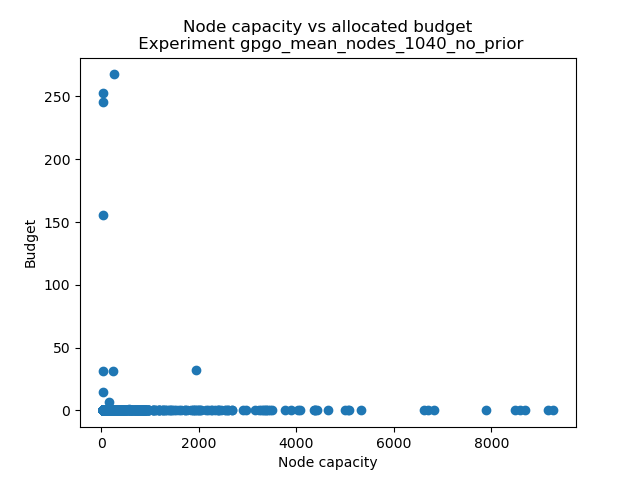 Node capacity vs allocated budget
Experiment gpgo_mean_nodes_1040_no_prior
250
200
150
100
50
0
Budget
0 2000 4000 6000 8000
Node capacity